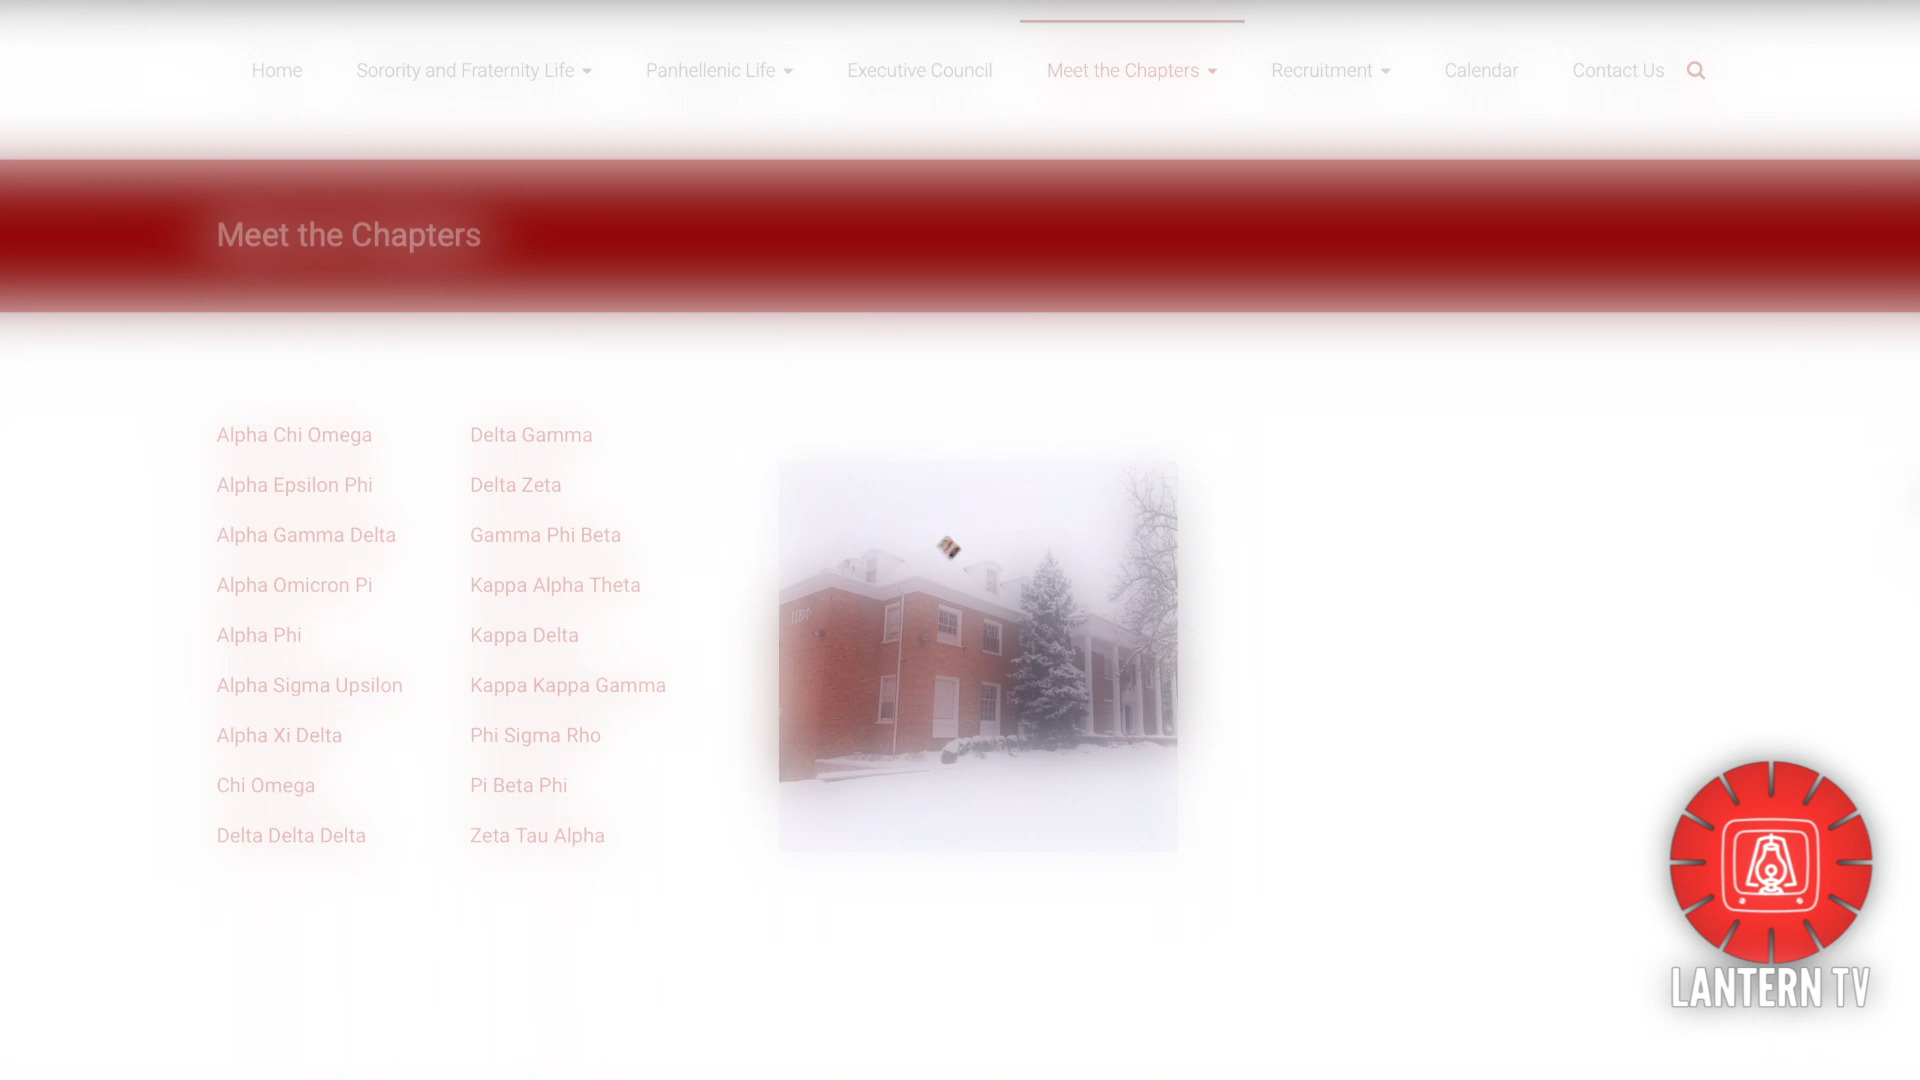 Home Sorority and Fraternity Life Panhellenic Life Executive Council Meet the Chapters Recruitment Calendar Contact Us
Meet the Chapters
Alpha Chi Omega
Alpha Epsilon Phi
Alpha Gamma Delta
Alpha Omicron Pi
Alpha Phi
Alpha Sigma Upsilon
Alpha Xi Delta
Chi Omega
Delta Delta Delta
Delta Gamma
Delta Zeta
Gamma Phi Beta
Kappa Alpha Theta
Kappa Delta
Kappa Kappa Gamma
Phi Sigma Rho
Pi Beta Phi
Zeta Tau Alpha
ΠΒΦ
LANTERN TV